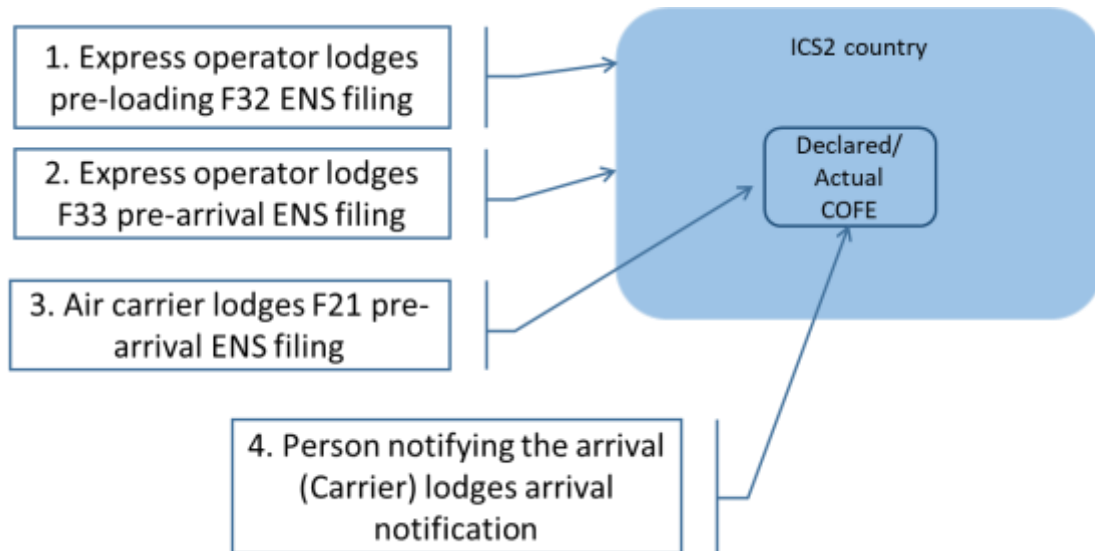 1. Express operator lodges
pre-loading F32 ENS filing
ICS2 country
2. Express operator lodges
F33 pre-arrival ENS filing
Declared/
Actual
COFE
3. Air carrier lodges F21 pre-
arrival ENS filing
4. Person notifying the arrival
(Carrier) lodges arrival
notification